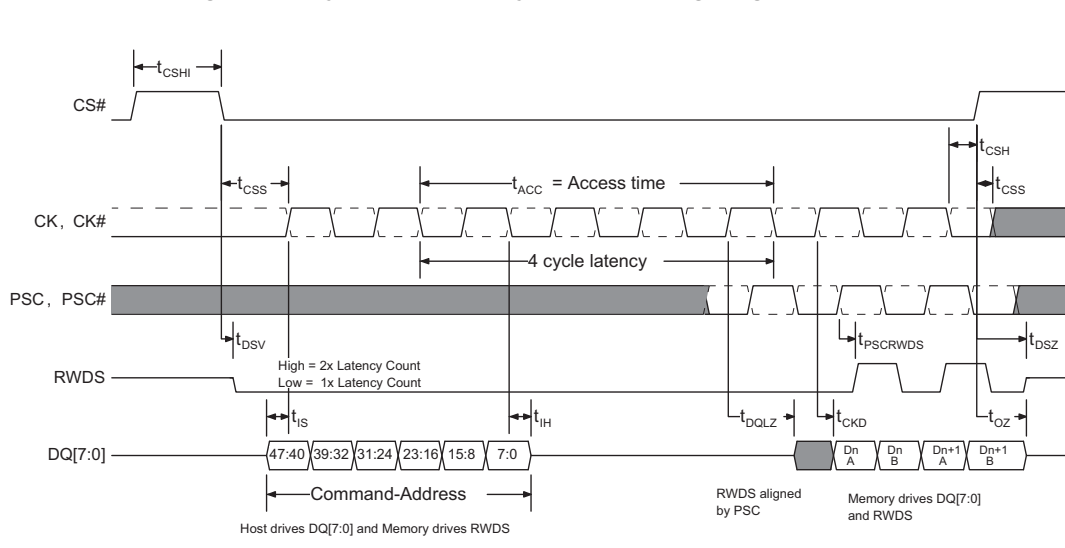 tCSHI
CS#
tCSH
tCSS
tACC = Access time
tCSS
CK, CK#
4 cycle latency
PSC, PSC#
tDSV
tPSCRWDS
tDSZ
High = 2x Latency Count
Low = 1x Latency Count
RWDS
tIS
tIH
tDQLZ
tCKD
tOZ
DQ[7:0]
47:40 39:32 31:24 23:16 15:8 7:0
Dn A
Dn B
Dn+1 A
Dn+1 B
Command-Address
RWDS aligned
by PSC
Memory drives DQ[7:0]
and RWDS
Host drives DQ[7:0] and Memory drives RWDS